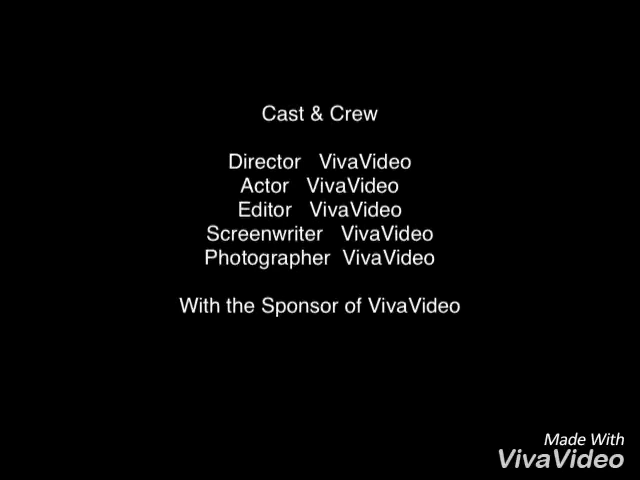 Cast & Crew
Director VivaVideo
Actor VivaVideo
Editor VivaVideo
Screenwriter VivaVideo
Photographer VivaVideo
With the Sponsor of VivaVideo
Made With
VivaVideo